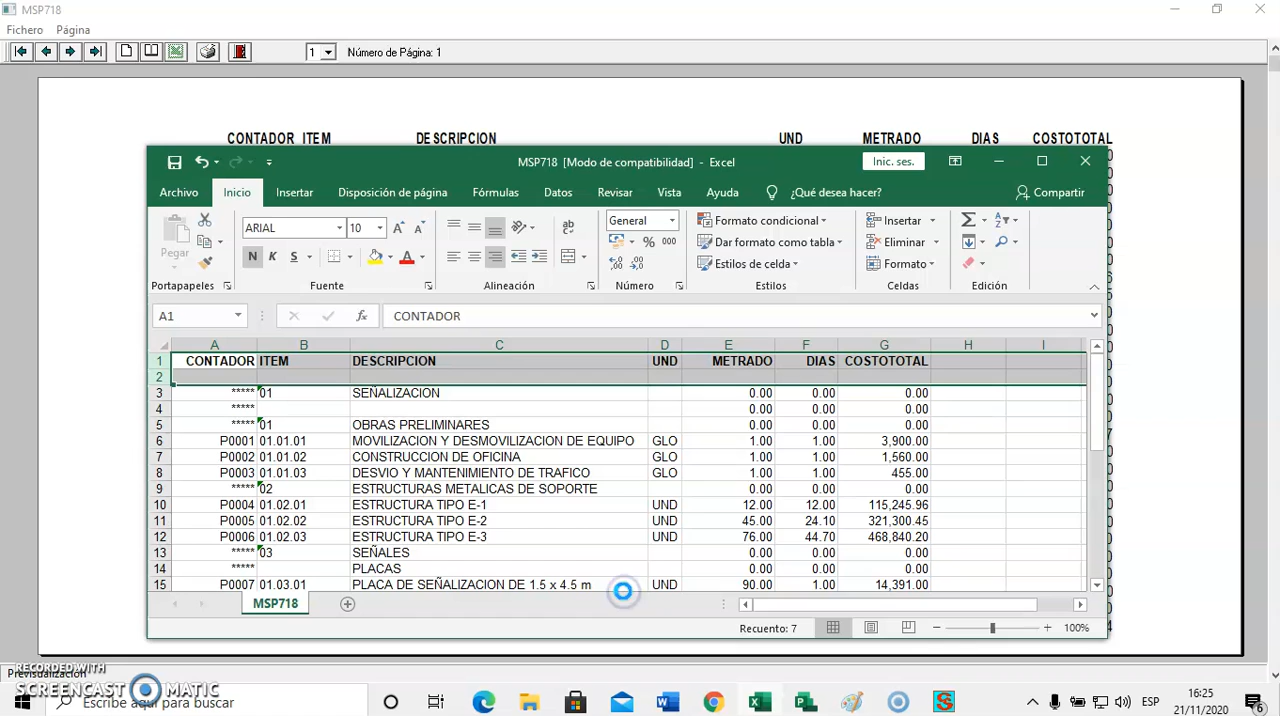 MSP718
Fichero Página
1 Número de Página: 1
CONTADOR ITEM DESCRIPCION UND METRADO DIAS COSTOTOTAL
MSP718 [Modo de compatibilidad] - Excel Inic. ses.
Archivo Inicio Insertar Disposición de página Fórmulas Datos Revisar Vista Ayuda ¿Qué desea hacer? Compartir
Pegar ARIAL 10 General Formato condicional Insertar
N K S % 000 Dar formato como tabla Eliminar
Estilos de celda Formato
Portapapeles Fuente Alineación Número Estilos Celdas Edición
A1 fx CONTADOR
A B C D E F G H I
1 CONTADOR ITEM DESCRIPCION UND METRADO DIAS COSTOTOTAL
2
3 ***** 01 SEÑALIZACION 0.00 0.00 0.00
4 ***** 0.00 0.00 0.00
5 ***** 01 OBRAS PRELIMINARES 0.00 0.00 0.00
6 P0001 01.01.01 MOVILIZACION Y DESMOVILIZACION DE EQUIPO GLO 1.00 1.00 3,900.00
7 P0002 01.01.02 CONSTRUCCION DE OFICINA GLO 1.00 1.00 1,560.00
8 P0003 01.01.03 DESVIO Y MANTENIMIENTO DE TRAFICO GLO 1.00 1.00 455.00
9 ***** 02 ESTRUCTURAS METALICAS DE SOPORTE 0.00 0.00 0.00
10 P0004 01.02.01 ESTRUCTURA TIPO E-1 UND 12.00 12.00 115,245.96
11 P0005 01.02.02 ESTRUCTURA TIPO E-2 UND 45.00 24.10 321,300.45
12 P0006 01.02.03 ESTRUCTURA TIPO E-3 UND 76.00 44.70 468,840.20
13 ***** 03 SEÑALES 0.00 0.00 0.00
14 ***** PLACAS 0.00 0.00 0.00
15 P0007 01.03.01 PLACA DE SEÑALIZACION DE 1.5 x 4.5 m UND 90.00 1.00 14,391.00
MSP718
Recuento: 7 100%
Previsualización
RECORDED WITH
SCREENCAST MATIC
Escribe aquí para buscar
ESP 16:25
21/11/2020 6